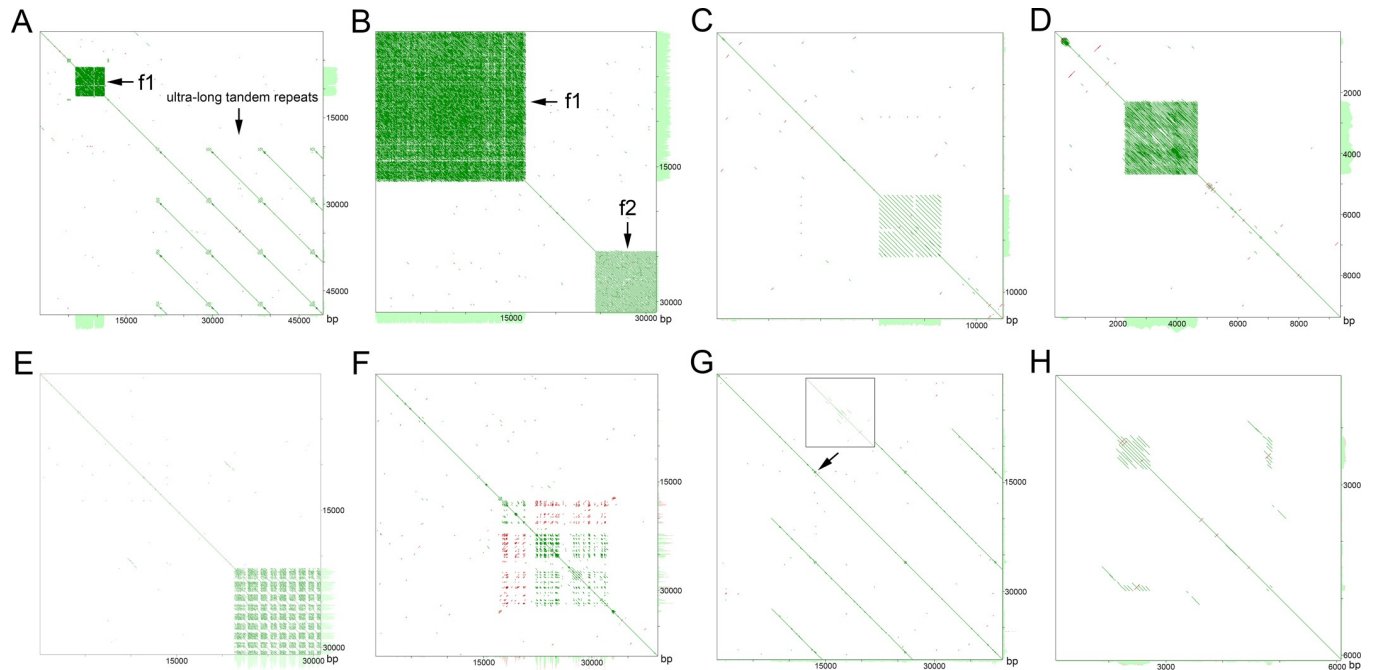 A
f1
ultra-long tandem repeats
15000
30000
45000
15000 30000 45000 bp
B
f1
f2
15000
30000
15000 30000 bp
C
10000
10000 bp
D
2000
4000
6000
8000
2000 4000 6000 8000 bp
E
15000
30000
15000 30000 bp
F
15000
30000
15000 30000 bp
G
15000
30000
15000 30000 bp
H
3000
6000
3000 6000 bp